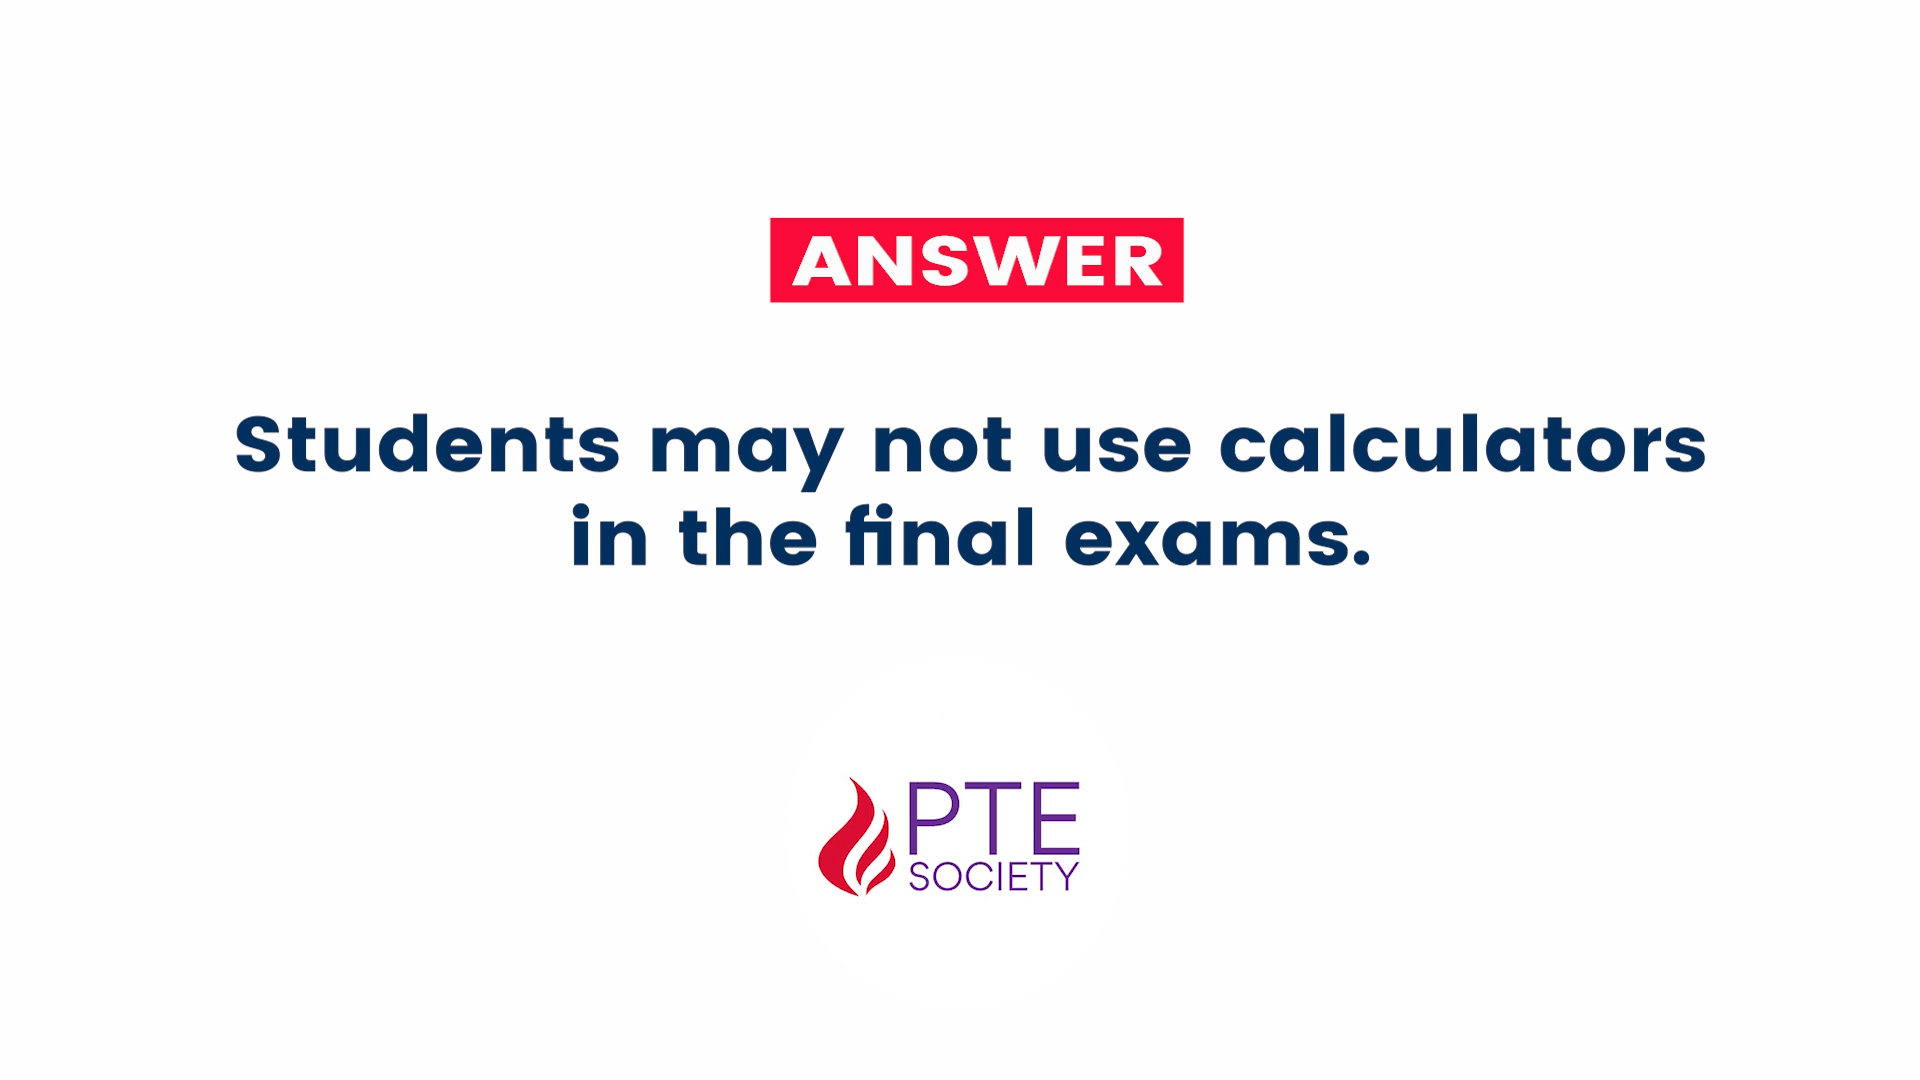 ANSWER
Students may not use calculators
in the final exams.
PTE
SOCIETY